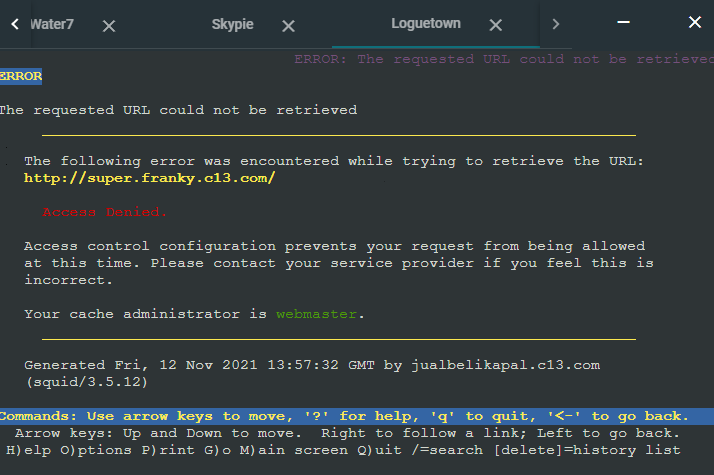 Water7 Skypie Loguetown
ERROR: The requested URL could not be retrieved
ERROR
The requested URL could not be retrieved
The following error was encountered while trying to retrieve the URL:
http://super.franky.c13.com/
Access Denied.
Access control configuration prevents your request from being allowed
at this time. Please contact your service provider if you feel this is
incorrect.
Your cache administrator is webmaster.
Generated Fri, 12 Nov 2021 13:57:32 GMT by jualbelikapal.c13.com
(squid/3.5.12)
Commands: Use arrow keys to move, '?' for help, 'q' to quit, '<-' to go back.
Arrow keys: Up and Down to move. Right to follow a link; Left to go back.
H)elp O)ptions P)rint G)o M)ain screen Q)uit /=search [delete]=history list